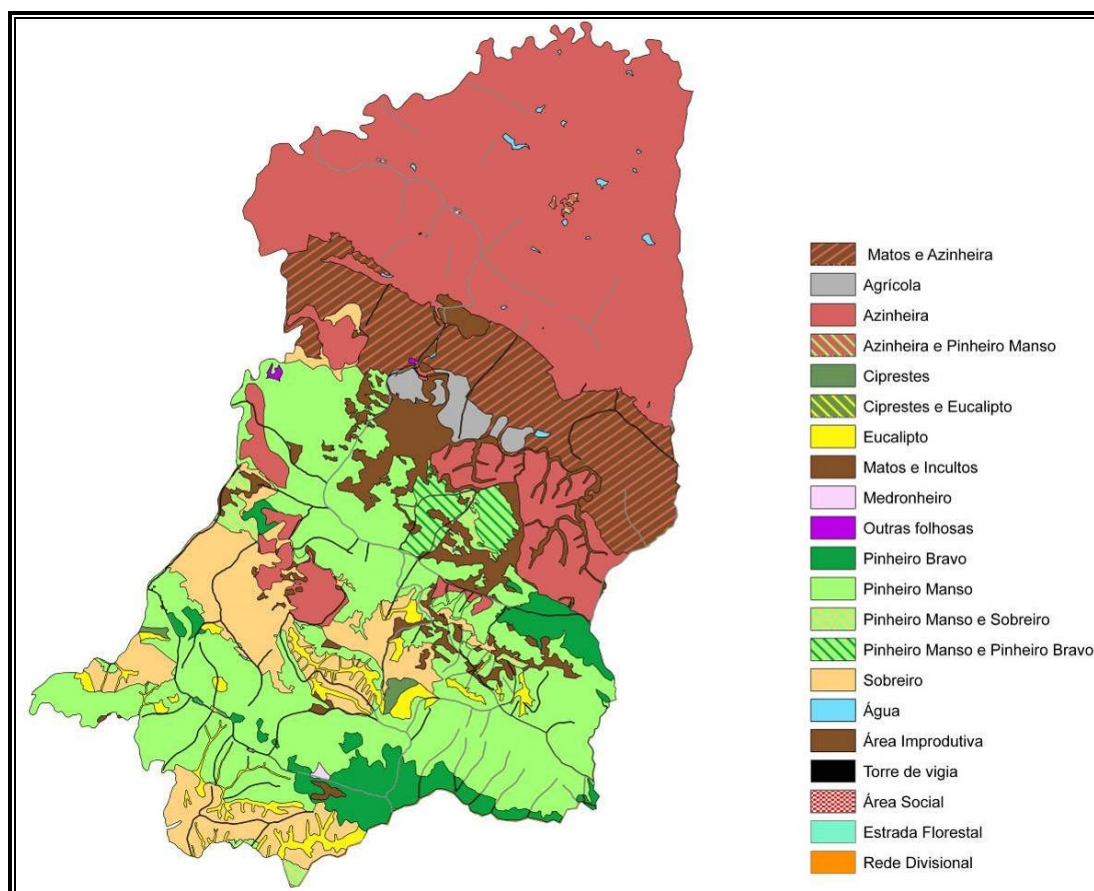 Matos e Azinheira
Agrícola
Azinheira
Azinheira e Pinheiro Manso
Ciprestes
Ciprestes e Eucalipto
Eucalipto
Matos e Incultos
Medronheiro
Outras folhosas
Pinheiro Bravo
Pinheiro Manso
Pinheiro Manso e Sobreiro
Pinheiro Manso e Pinheiro Bravo
Sobreiro
Água
Área Improdutiva
Torre de vigia
Área Social
Estrada Florestal
Rede Divisional